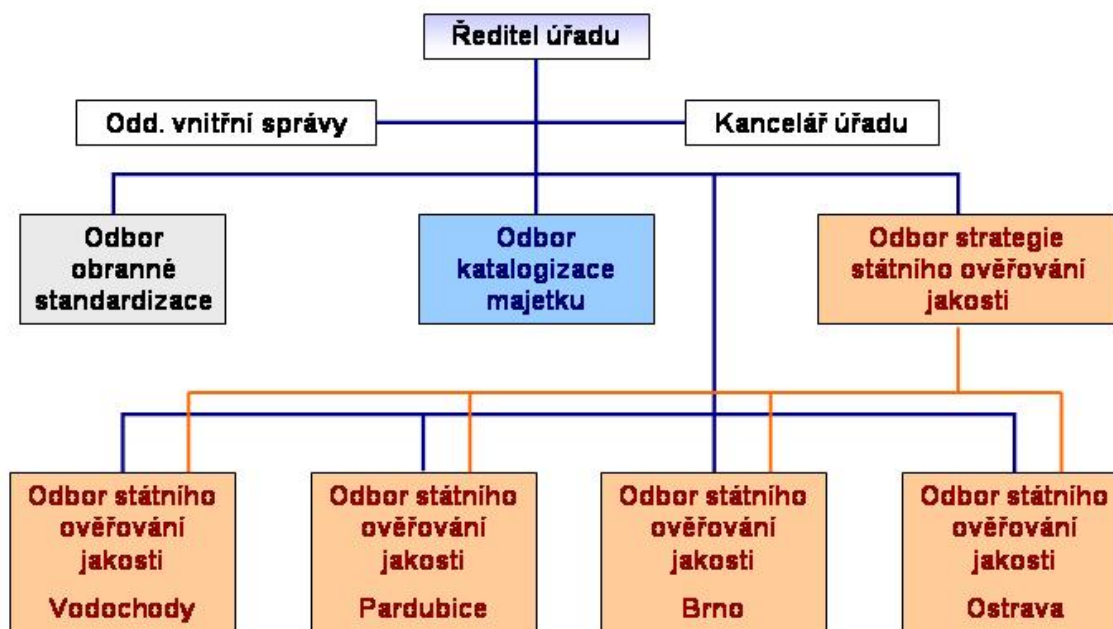 Ředitel úřadu
Odd. vnitřní správy
Kancelář úřadu
Odbor
obranné
standardizace
Odbor
katalogizace
majetku
Odbor strategie
státního ověřování
jakosti
Odbor státního
ověřování
jakosti
Vodochody
Odbor státního
ověřování
jakosti
Pardubice
Odbor státního
ověřování
jakosti
Brno
Odbor státního
ověřování
jakosti
Ostrava